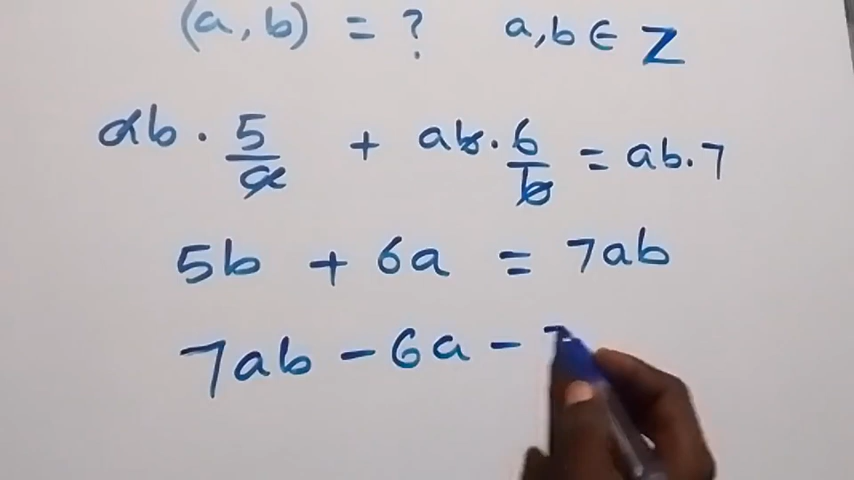 (a, b) = ? a, b ∈ Z
ab · 5/a + ab · 6/b = ab · 7
5b + 6a = 7ab
7ab - 6a -